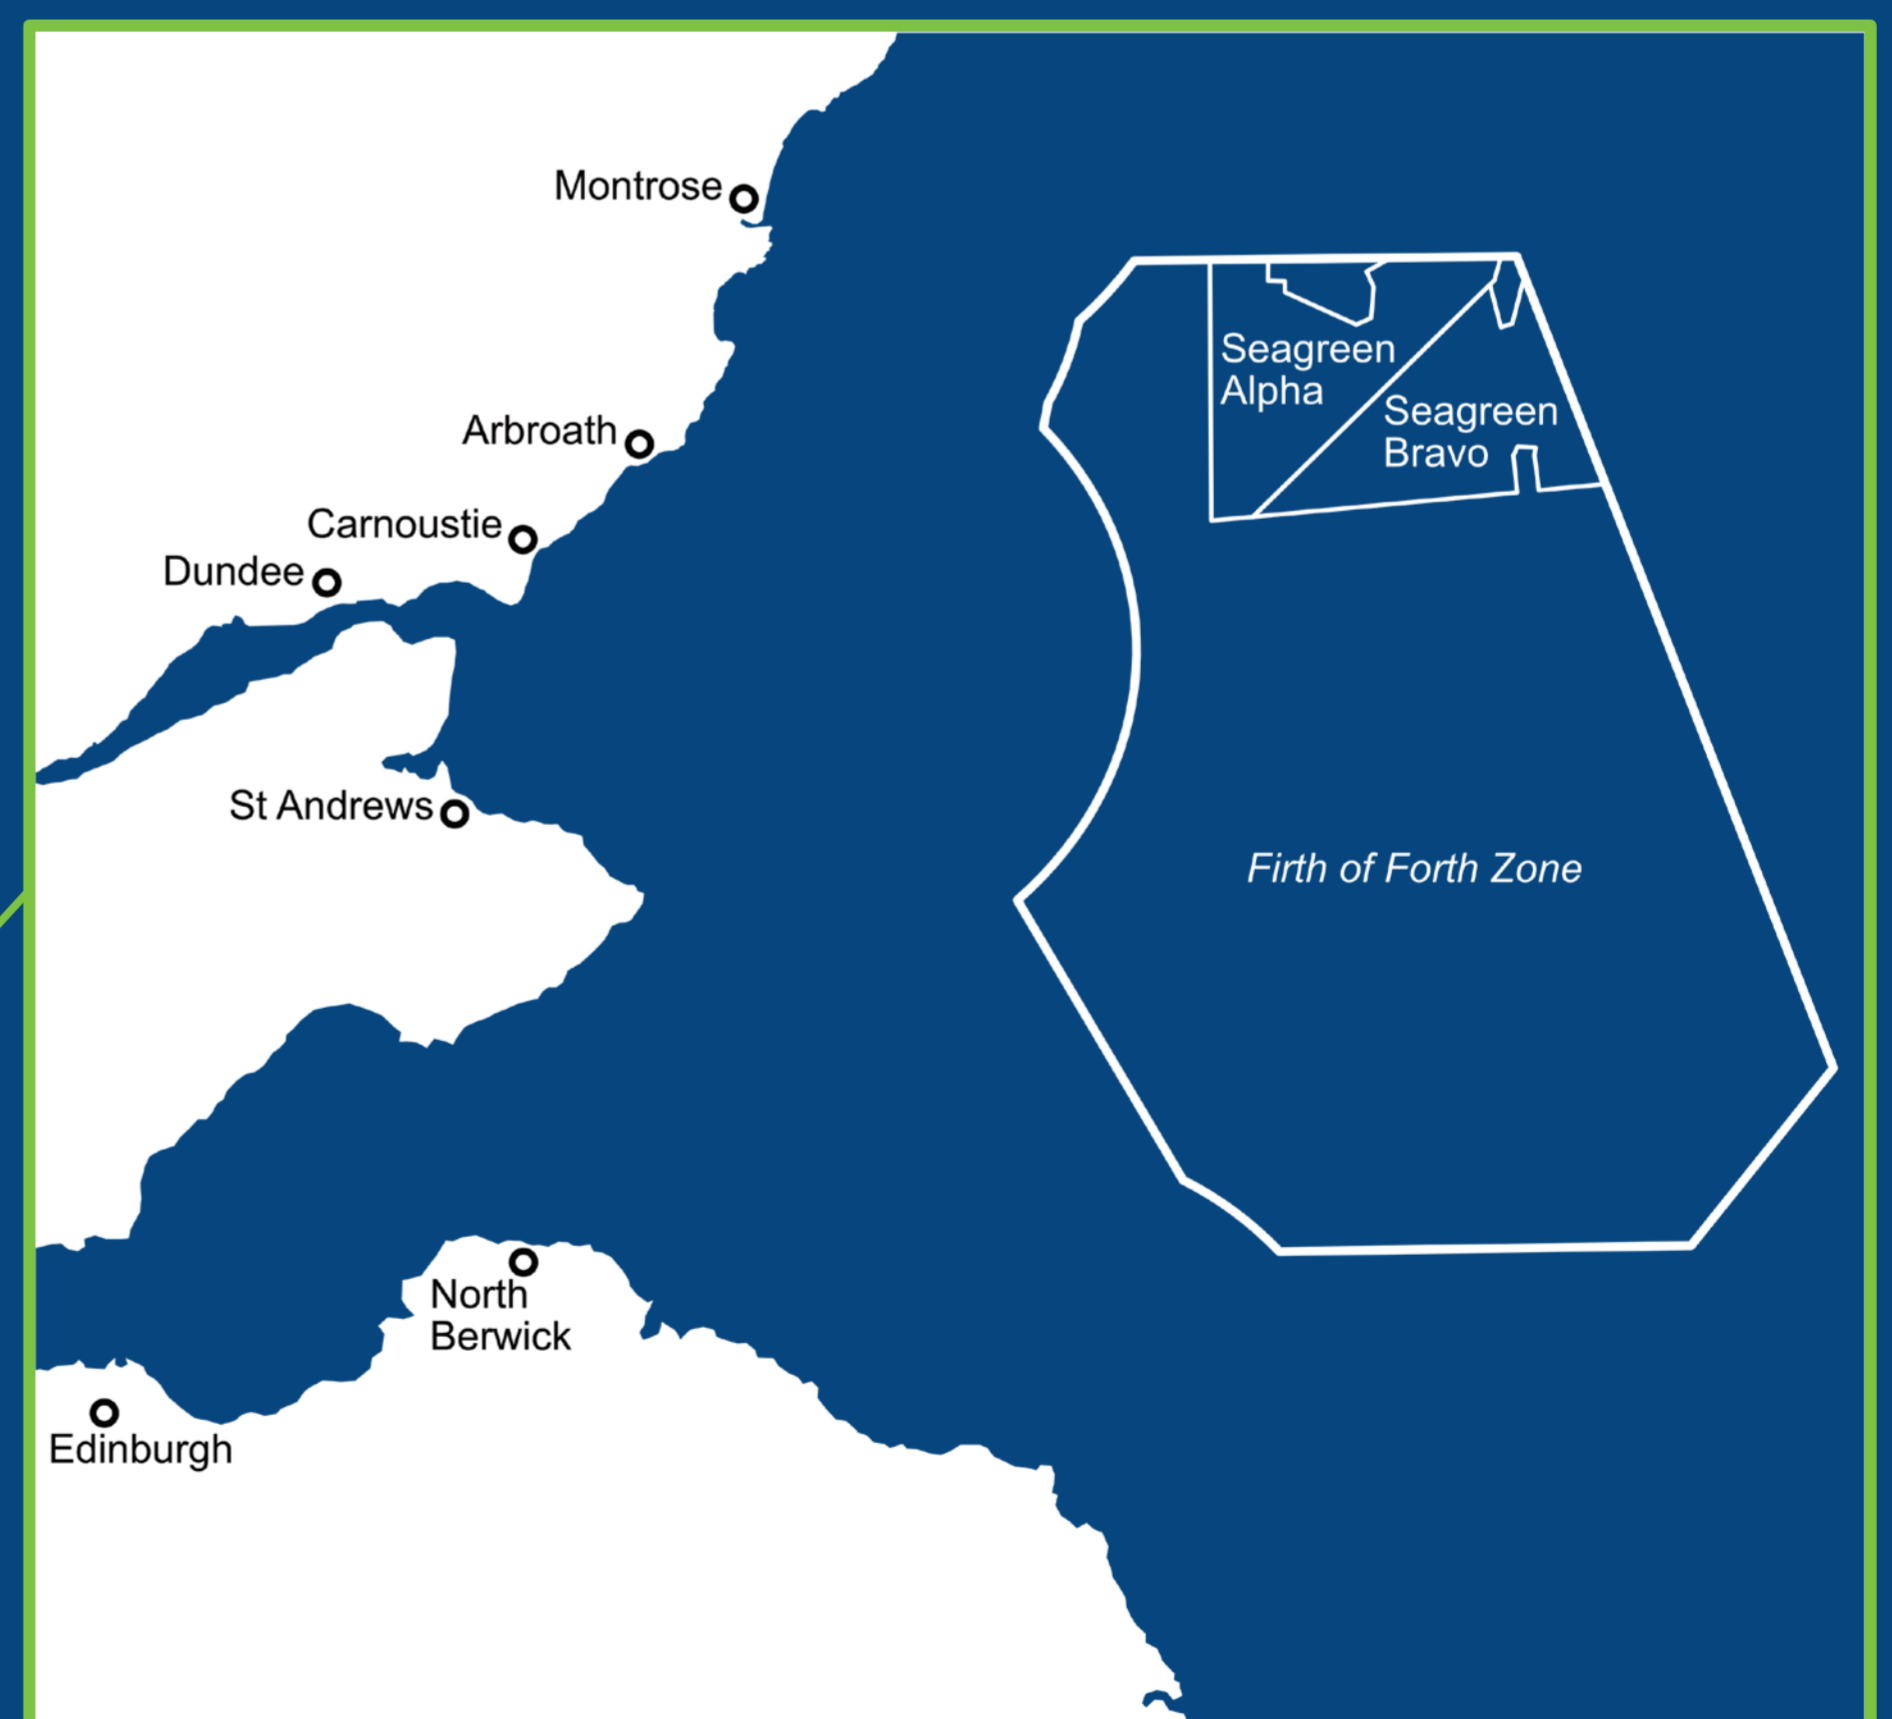 Montrose
Seagreen
Alpha
Seagreen
Bravo
Arbroath
Carnoustie
Dundee
St Andrews
Firth of Forth Zone
North
Berwick
Edinburgh